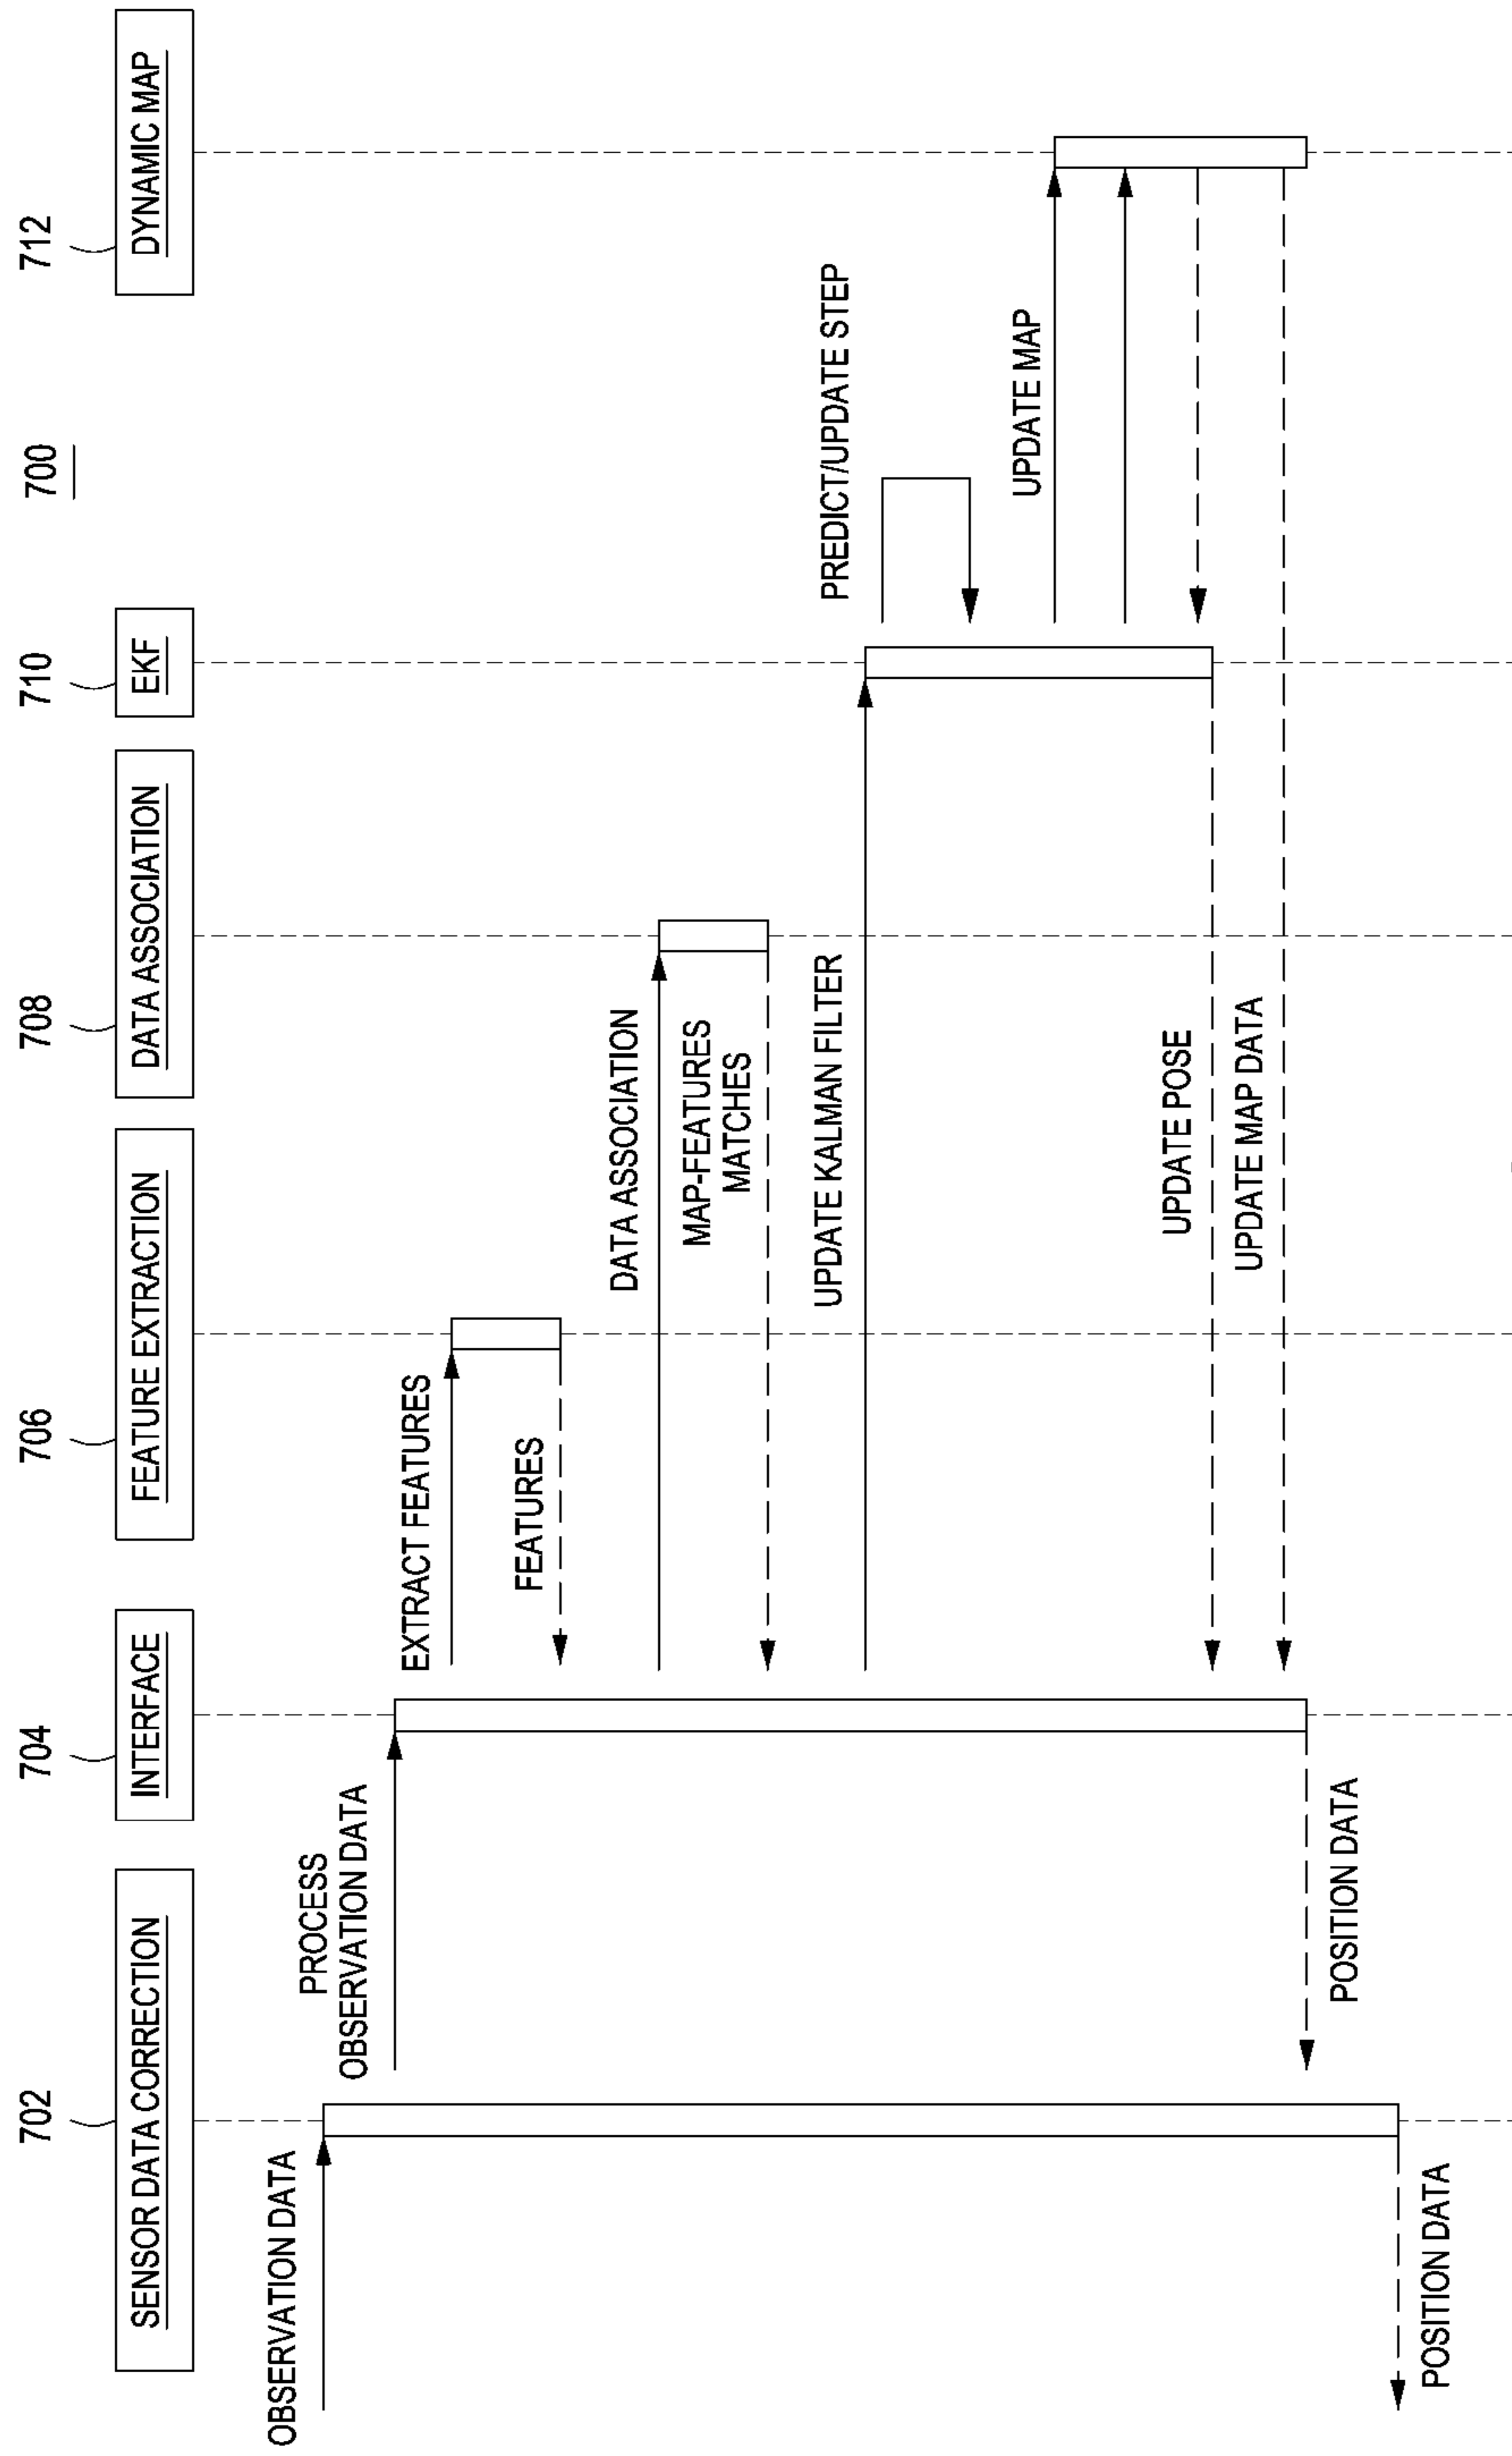 700
702
704
706
708
710
712
SENSOR DATA CORRECTION
INTERFACE
FEATURE EXTRACTION
DATA ASSOCIATION
EKF
DYNAMIC MAP
OBSERVATION DATA
PROCESS
OBSERVATION DATA
EXTRACT FEATURES
FEATURES
DATA ASSOCIATION
MAP-FEATURES
MATCHES
UPDATE KALMAN FILTER
PREDICT/UPDATE STEP
UPDATE MAP
UPDATE POSE
UPDATE MAP DATA
POSITION DATA
POSITION DATA